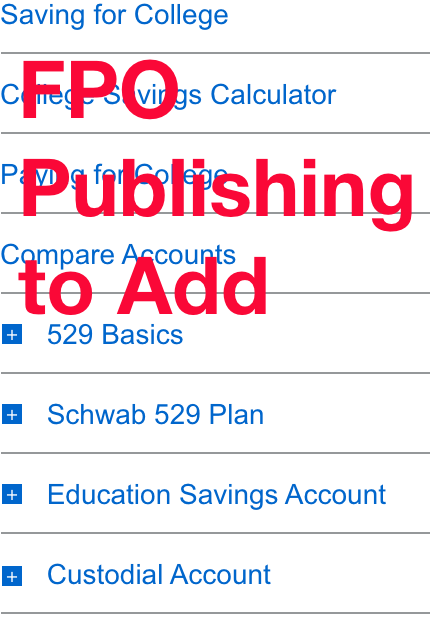 Saving for College
FPO
College Savings Calculator
Paying for College
Publishing
Compare Accounts
to Add
+ 529 Basics
+ Schwab 529 Plan
+ Education Savings Account
+ Custodial Account